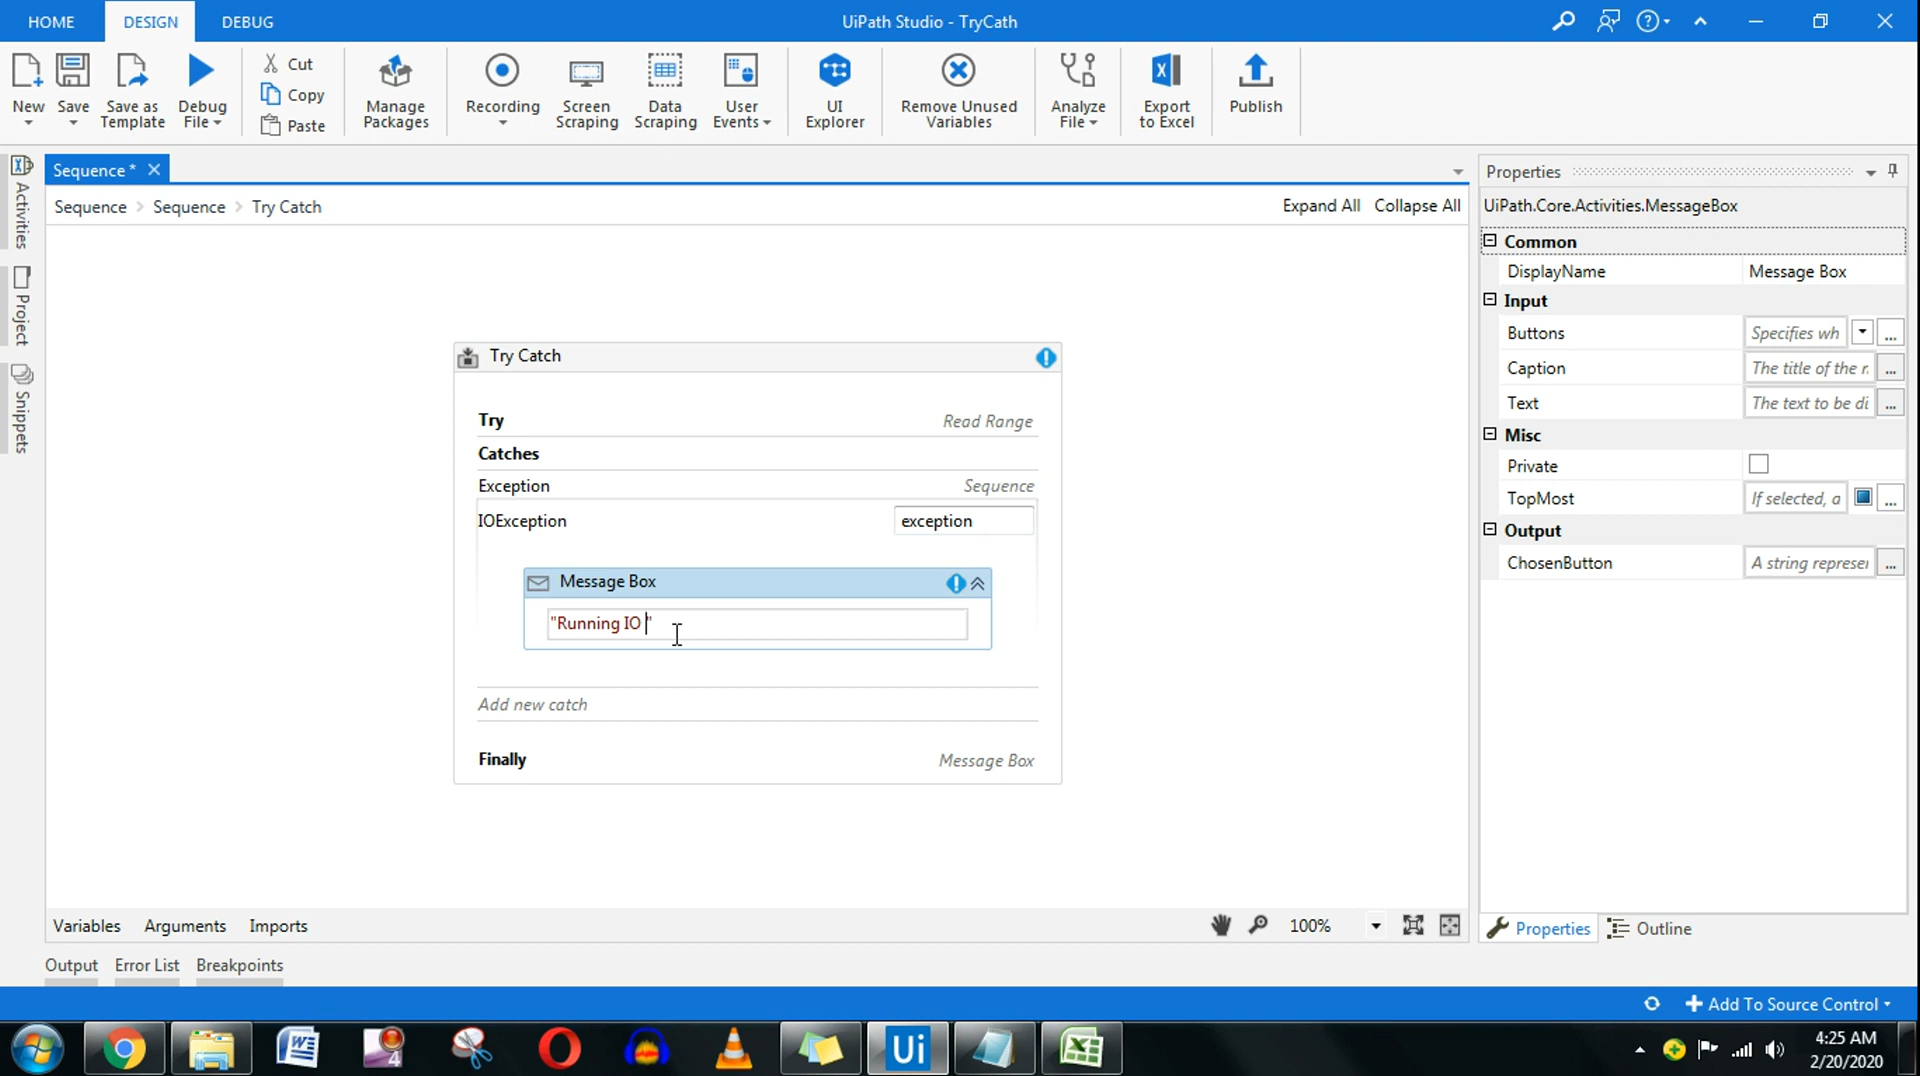 HOME DESIGN DEBUG UiPath Studio - TryCath
New Save Save as Template Debug File Cut Copy Paste Manage Packages Recording Screen Scraping Data Scraping User Events UI Explorer Remove Unused Variables Analyze File Export to Excel Publish
Activities
Project
Snippets
Sequence *
Sequence > Sequence > Try Catch Expand All Collapse All
Try Catch
Try Read Range
Catches
Exception Sequence
IOException exception
Message Box
"Running IO "
Add new catch
Finally Message Box
Variables Arguments Imports 100%
Output Error List Breakpoints
Properties
UiPath.Core.Activities.MessageBox
Common
DisplayName Message Box
Input
Buttons Specifies wh ...
Caption The title of the r ...
Text The text to be di ...
Misc
Private
TopMost If selected, a ...
Output
ChosenButton A string represen ...
Properties Outline
Add To Source Control
4 Ui
4:25 AM
2/20/2020